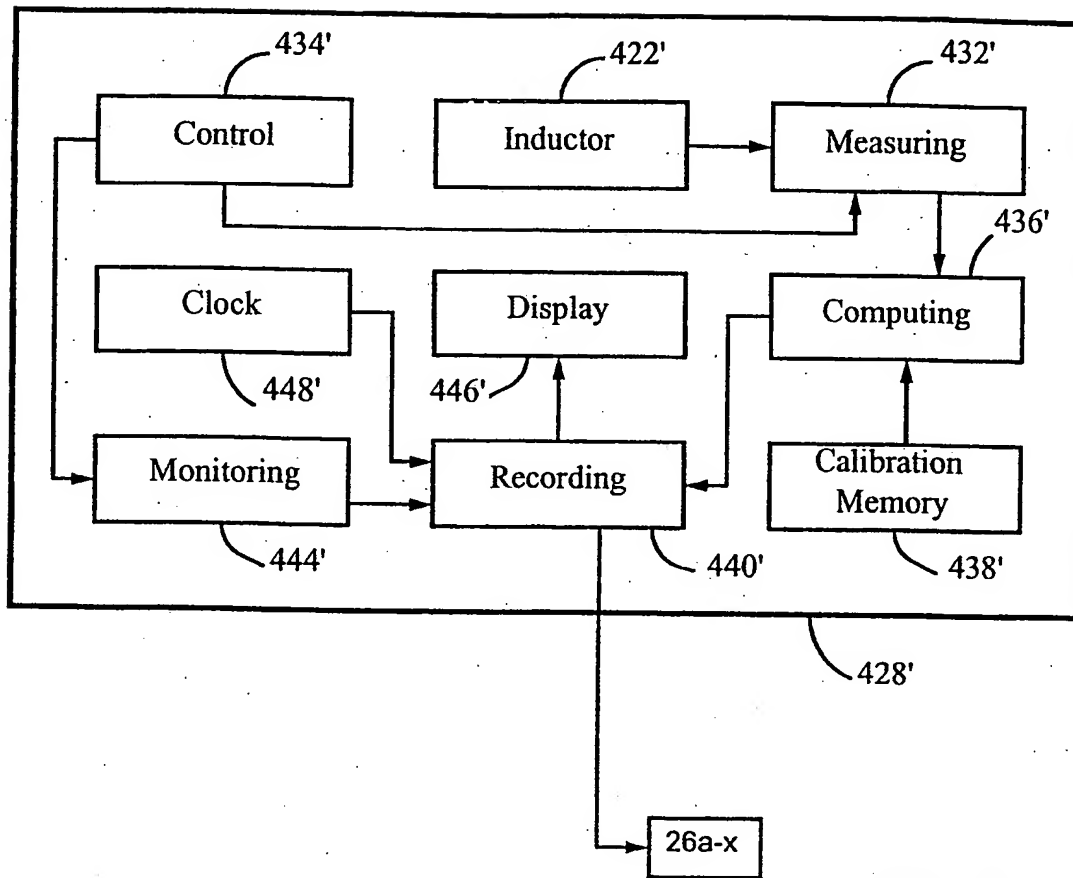 434'
422'
432'
Control
Inductor
Measuring
436'
Clock
Display
Computing
448'
446'
Monitoring
Recording
Calibration
Memory
444'
440'
438'
428'
26a-x